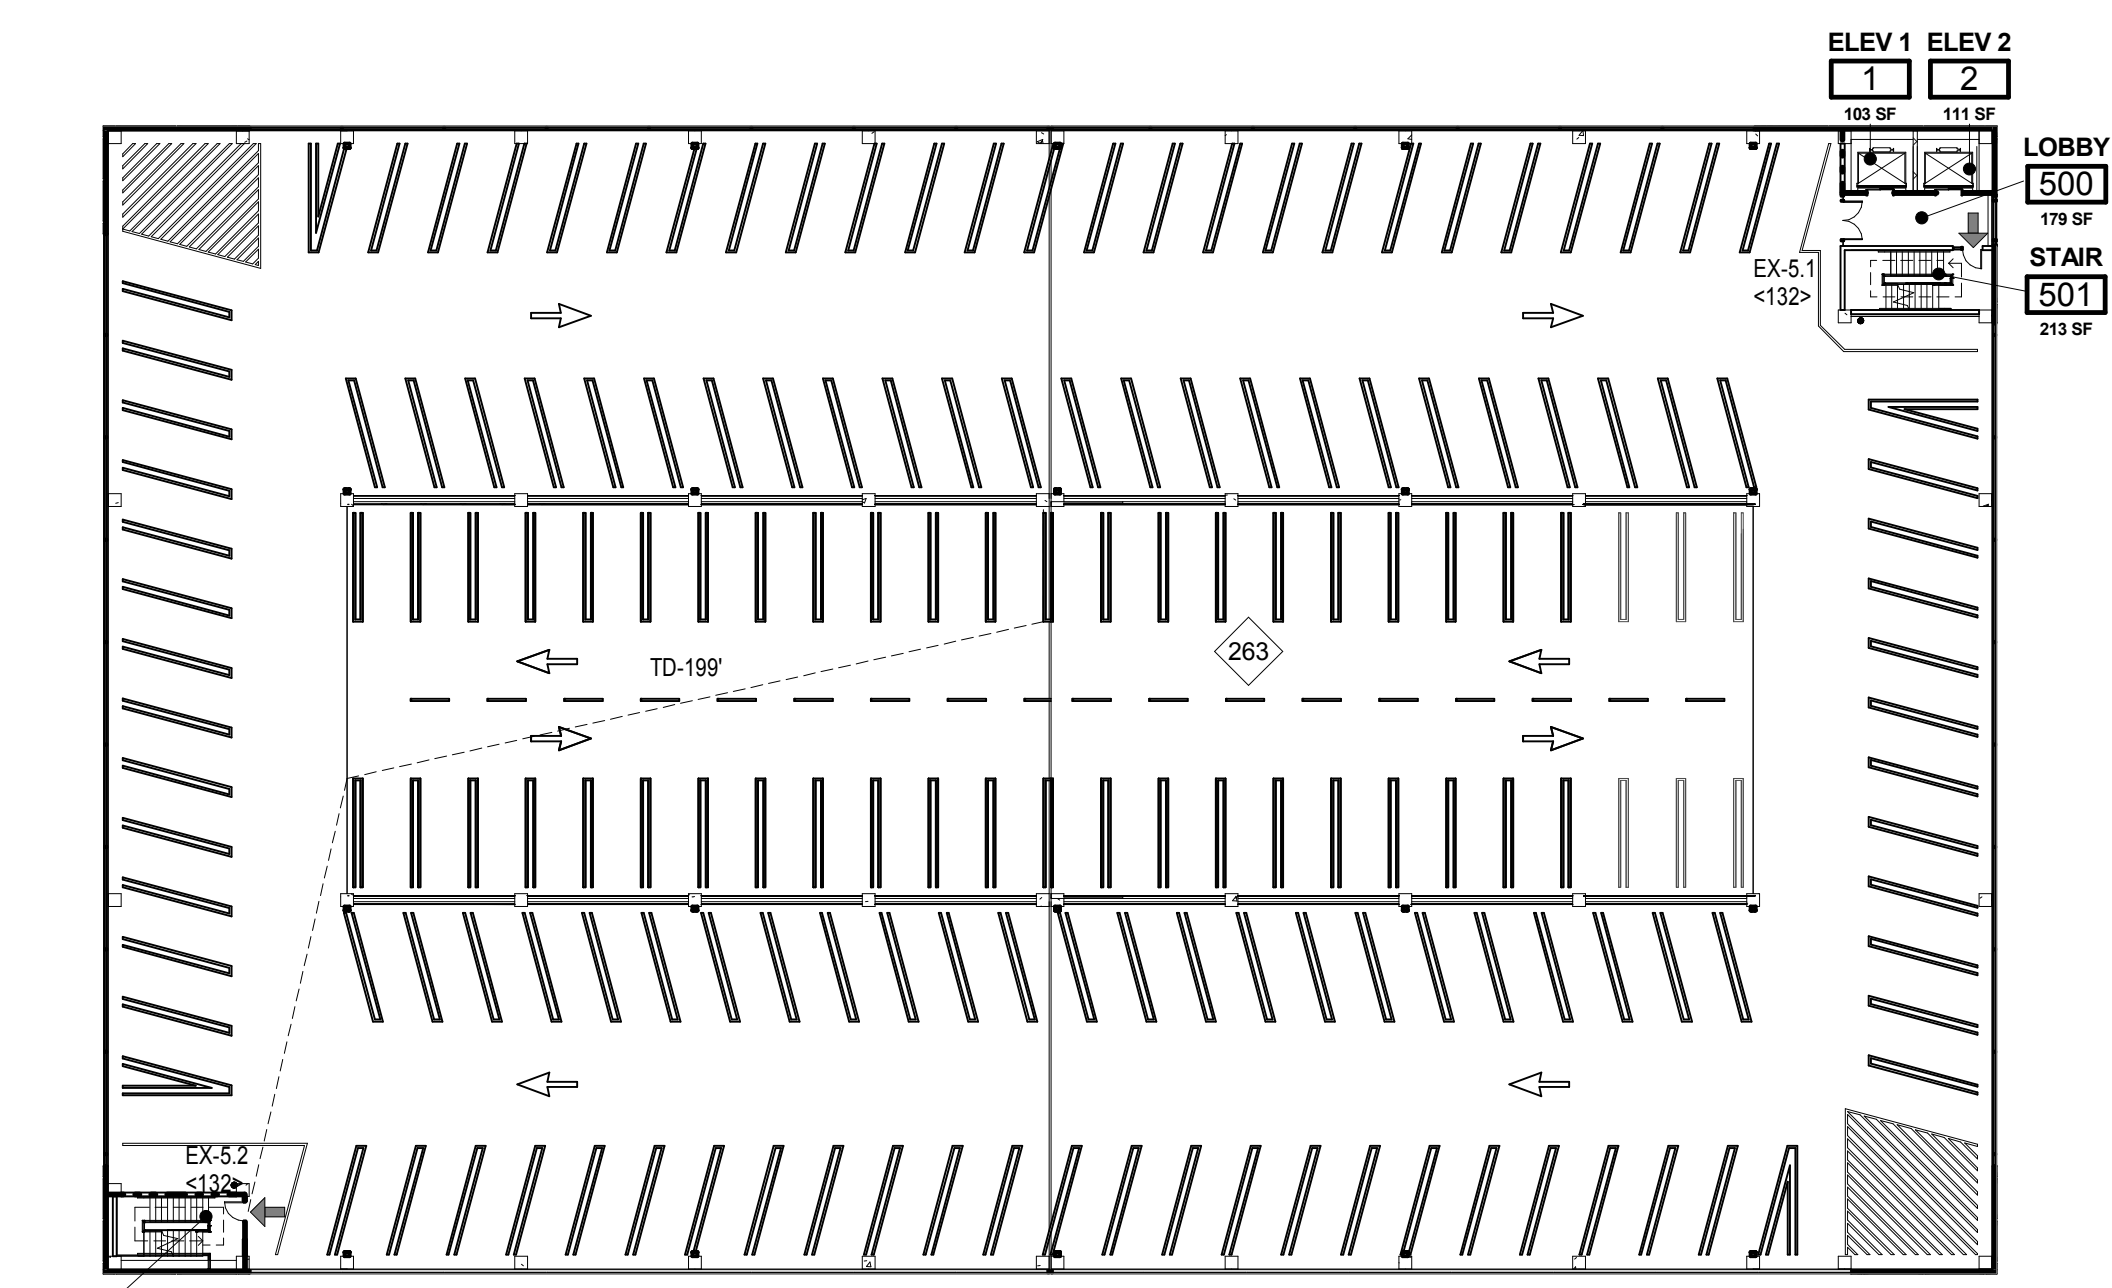 ELEV 1 ELEV 2
1 2
103 SF 111 SF
LOBBY
500
179 SF
STAIR
501
213 SF
EX-5.1
<132>
263
TD-199'
EX-5.2
<132>